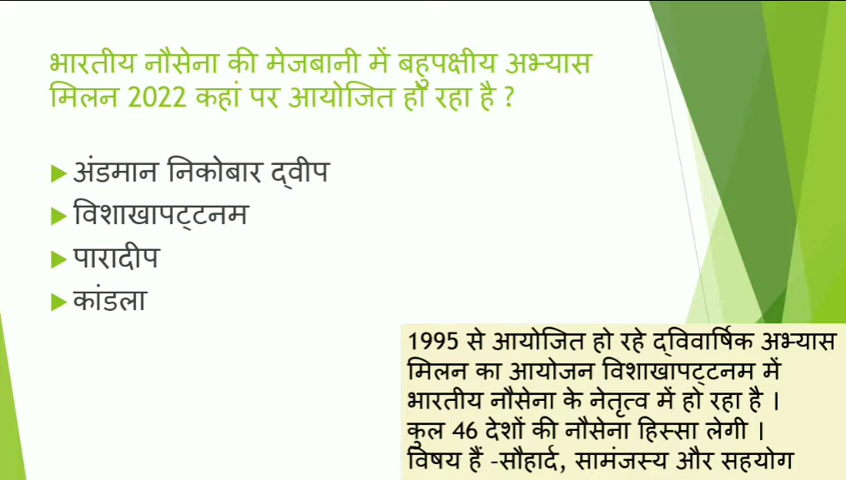 भारतीय नौसेना की मेजबानी में बहुपक्षीय अभ्यास
मिलन 2022 कहां पर आयोजित हो रहा है ?
अंडमान निकोबार द्वीप
विशाखापट्टनम
पारादीप
कांडला
1995 से आयोजित हो रहे द्विवार्षिक अभ्यास
मिलन का आयोजन विशाखापट्टनम में
भारतीय नौसेना के नेतृत्व में हो रहा है ।
कुल 46 देशों की नौसेना हिस्सा लेगी ।
विषय हैं -सौहार्द, सामंजस्य और सहयोग